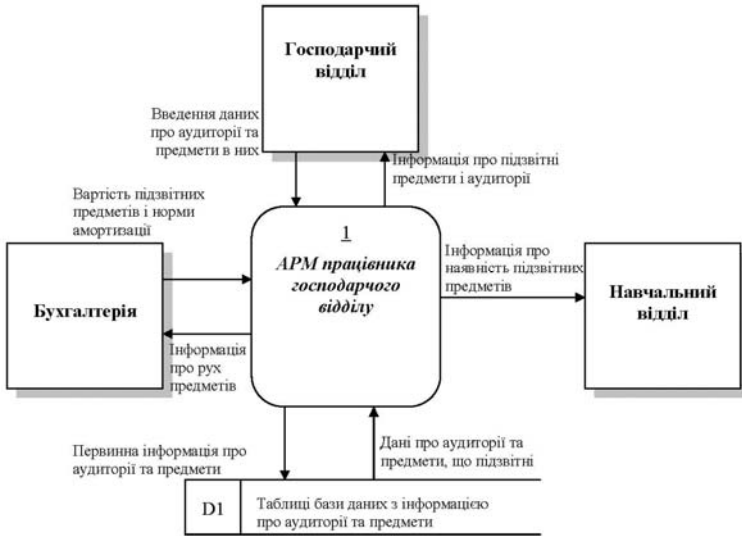 Господарчий
відділ
Введення даних
про аудиторії та
предмети в них
Інформація про підзвітні
предмети і аудиторії
Вартість підзвітних
предметів і норми
амортизації
1
АРМ працівника
господарчого
відділу
Інформація про
наявність підзвітних
предметів
Бухгалтерія
Навчальний
відділ
Інформація
про рух
предметів
Первинна інформація про
аудиторії та предмети
Дані про аудиторії та
предмети, що підзвітні
D1
Таблиці бази даних з інформацією
про аудиторії та предмети